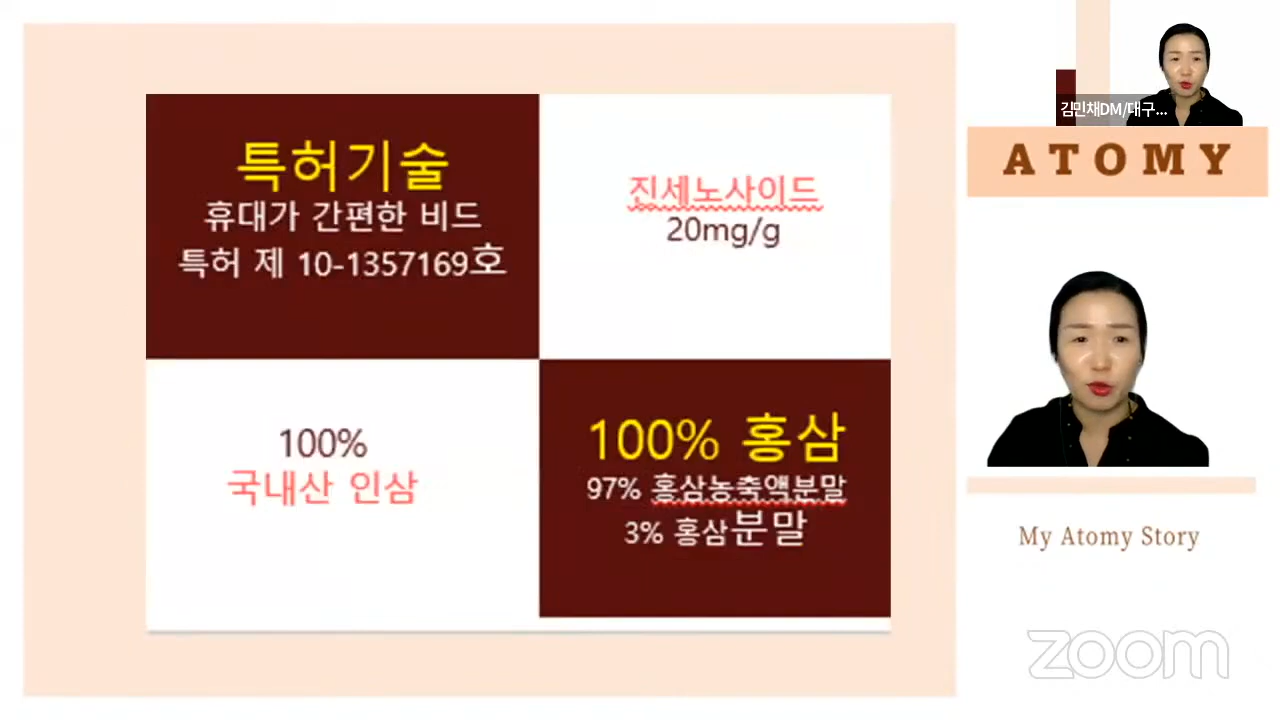 특허기술
휴대가 간편한 비드
특허 제 10-1357169호
진세노사이드
20mg/g
100%
국내산 인삼
100% 홍삼
97% 홍삼농축액분말
3% 홍삼분말
김민채DM/대구...
ATOMY
My Atomy Story
zoom